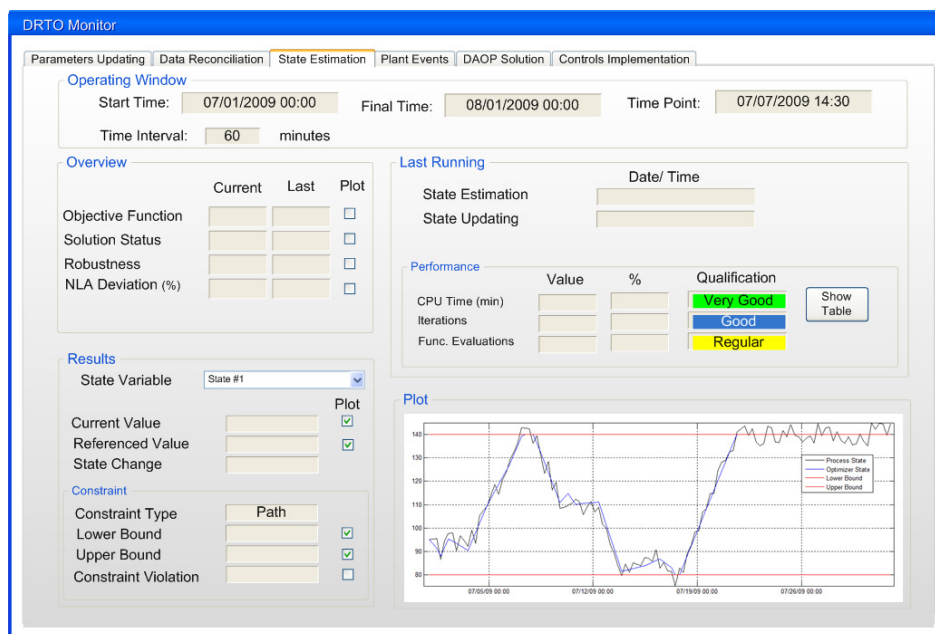 DRTO Monitor
Parameters Updating Data Reconciliation State Estimation Plant Events DAOP Solution Controls Implementation
Operating Window
Start Time: 07/01/2009 00:00 Final Time: 08/01/2009 00:00 Time Point: 07/07/2009 14:30
Time Interval: 60 minutes
Overview
Current Last Plot
Objective Function
Solution Status
Robustness
NLA Deviation (%)
Last Running
Date/ Time
State Estimation
State Updating
Performance
Value % Qualification
CPU Time (min) Very Good
Iterations Good
Func. Evaluations Regular
Show
Table
Results
State Variable State #1
Plot
Current Value
Referenced Value
State Change
Constraint
Constraint Type Path
Lower Bound
Upper Bound
Constraint Violation
Plot
140
130
120
110
100
90
80
Process State
Optimizer State
Lower Bound
Upper Bound
07/05/09 00:00 07/12/09 00:00 07/19/09 00:00 07/26/09 00:00